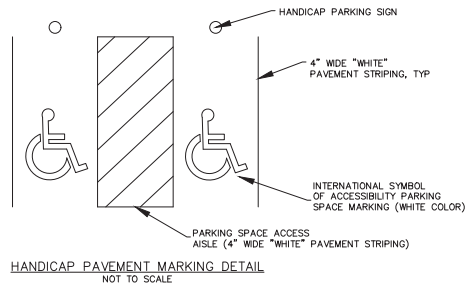 HANDICAP PARKING SIGN
4" WIDE "WHITE"
PAVEMENT STRIPING, TYP
INTERNATIONAL SYMBOL
OF ACCESSIBILITY PARKING
SPACE MARKING (WHITE COLOR)
PARKING SPACE ACCESS
AISLE (4" WIDE "WHITE" PAVEMENT STRIPING)
HANDICAP PAVEMENT MARKING DETAIL
NOT TO SCALE